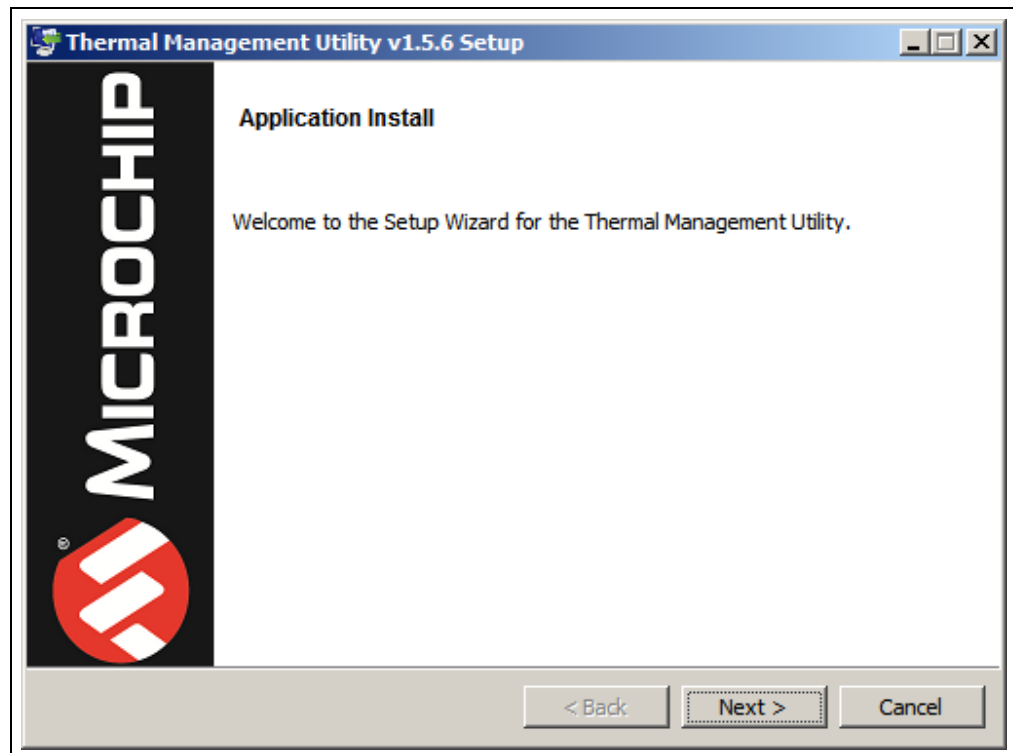 Thermal Management Utility v1.5.6 Setup
MICROCHIP
®
Application Install
Welcome to the Setup Wizard for the Thermal Management Utility.
< Back
Next >
Cancel